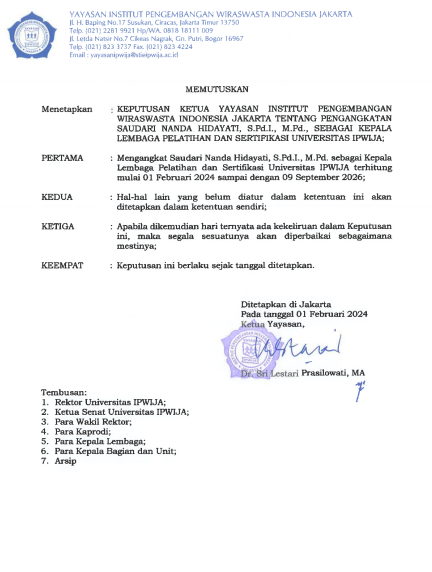 YAYASAN INSTITUT PENGEMBANGAN WIRASWASTA INDONESIA JAKARTA
Jl. H. Baping No.17 Susukan, Ciracas, Jakarta Timur 13750
Telp. (021) 2281 9921 Hp/WA. 0818 18111 009
Jl. Letda Natsir No.7 Cikeas Nagrak, Gn. Putri, Bogor 16967
Telp. (021) 823 3737 Fax. (021) 823 4224
Email : yayasanipwija@stieipwija.ac.id
MEMUTUSKAN
Menetapkan : KEPUTUSAN KETUA YAYASAN INSTITUT PENGEMBANGAN
WIRASWASTA INDONESIA JAKARTA TENTANG PENGANGKATAN
SAUDARI NANDA HIDAYATI, S.Pd.I., M.Pd., SEBAGAI KEPALA
LEMBAGA PELATIHAN DAN SERTIFIKASI UNIVERSITAS IPWIJA;
PERTAMA : Mengangkat Saudari Nanda Hidayati, S.Pd.I., M.Pd. sebagai Kepala
Lembaga Pelatihan dan Sertifikasi Universitas IPWIJA terhitung
mulai 01 Februari 2024 sampai dengan 09 September 2026;
KEDUA : Hal-hal lain yang belum diatur dalam ketentuan ini akan
ditetapkan dalam ketentuan sendiri;
KETIGA : Apabila dikemudian hari ternyata ada kekeliruan dalam Keputusan
ini, maka segala sesuatunya akan diperbaiki sebagaimana
mestinya;
KEEMPAT : Keputusan ini berlaku sejak tanggal ditetapkan.
Ditetapkan di Jakarta
Pada tanggal 01 Februari 2024
Ketua Yayasan,
Dr. Sri Lestari Prasilowati, MA
Tembusan:
1. Rektor Universitas IPWIJA;
2. Ketua Senat Universitas IPWIJA;
3. Para Wakil Rektor;
4. Para Kaprodi;
5. Para Kepala Lembaga;
6. Para Kepala Bagian dan Unit;
7. Arsip